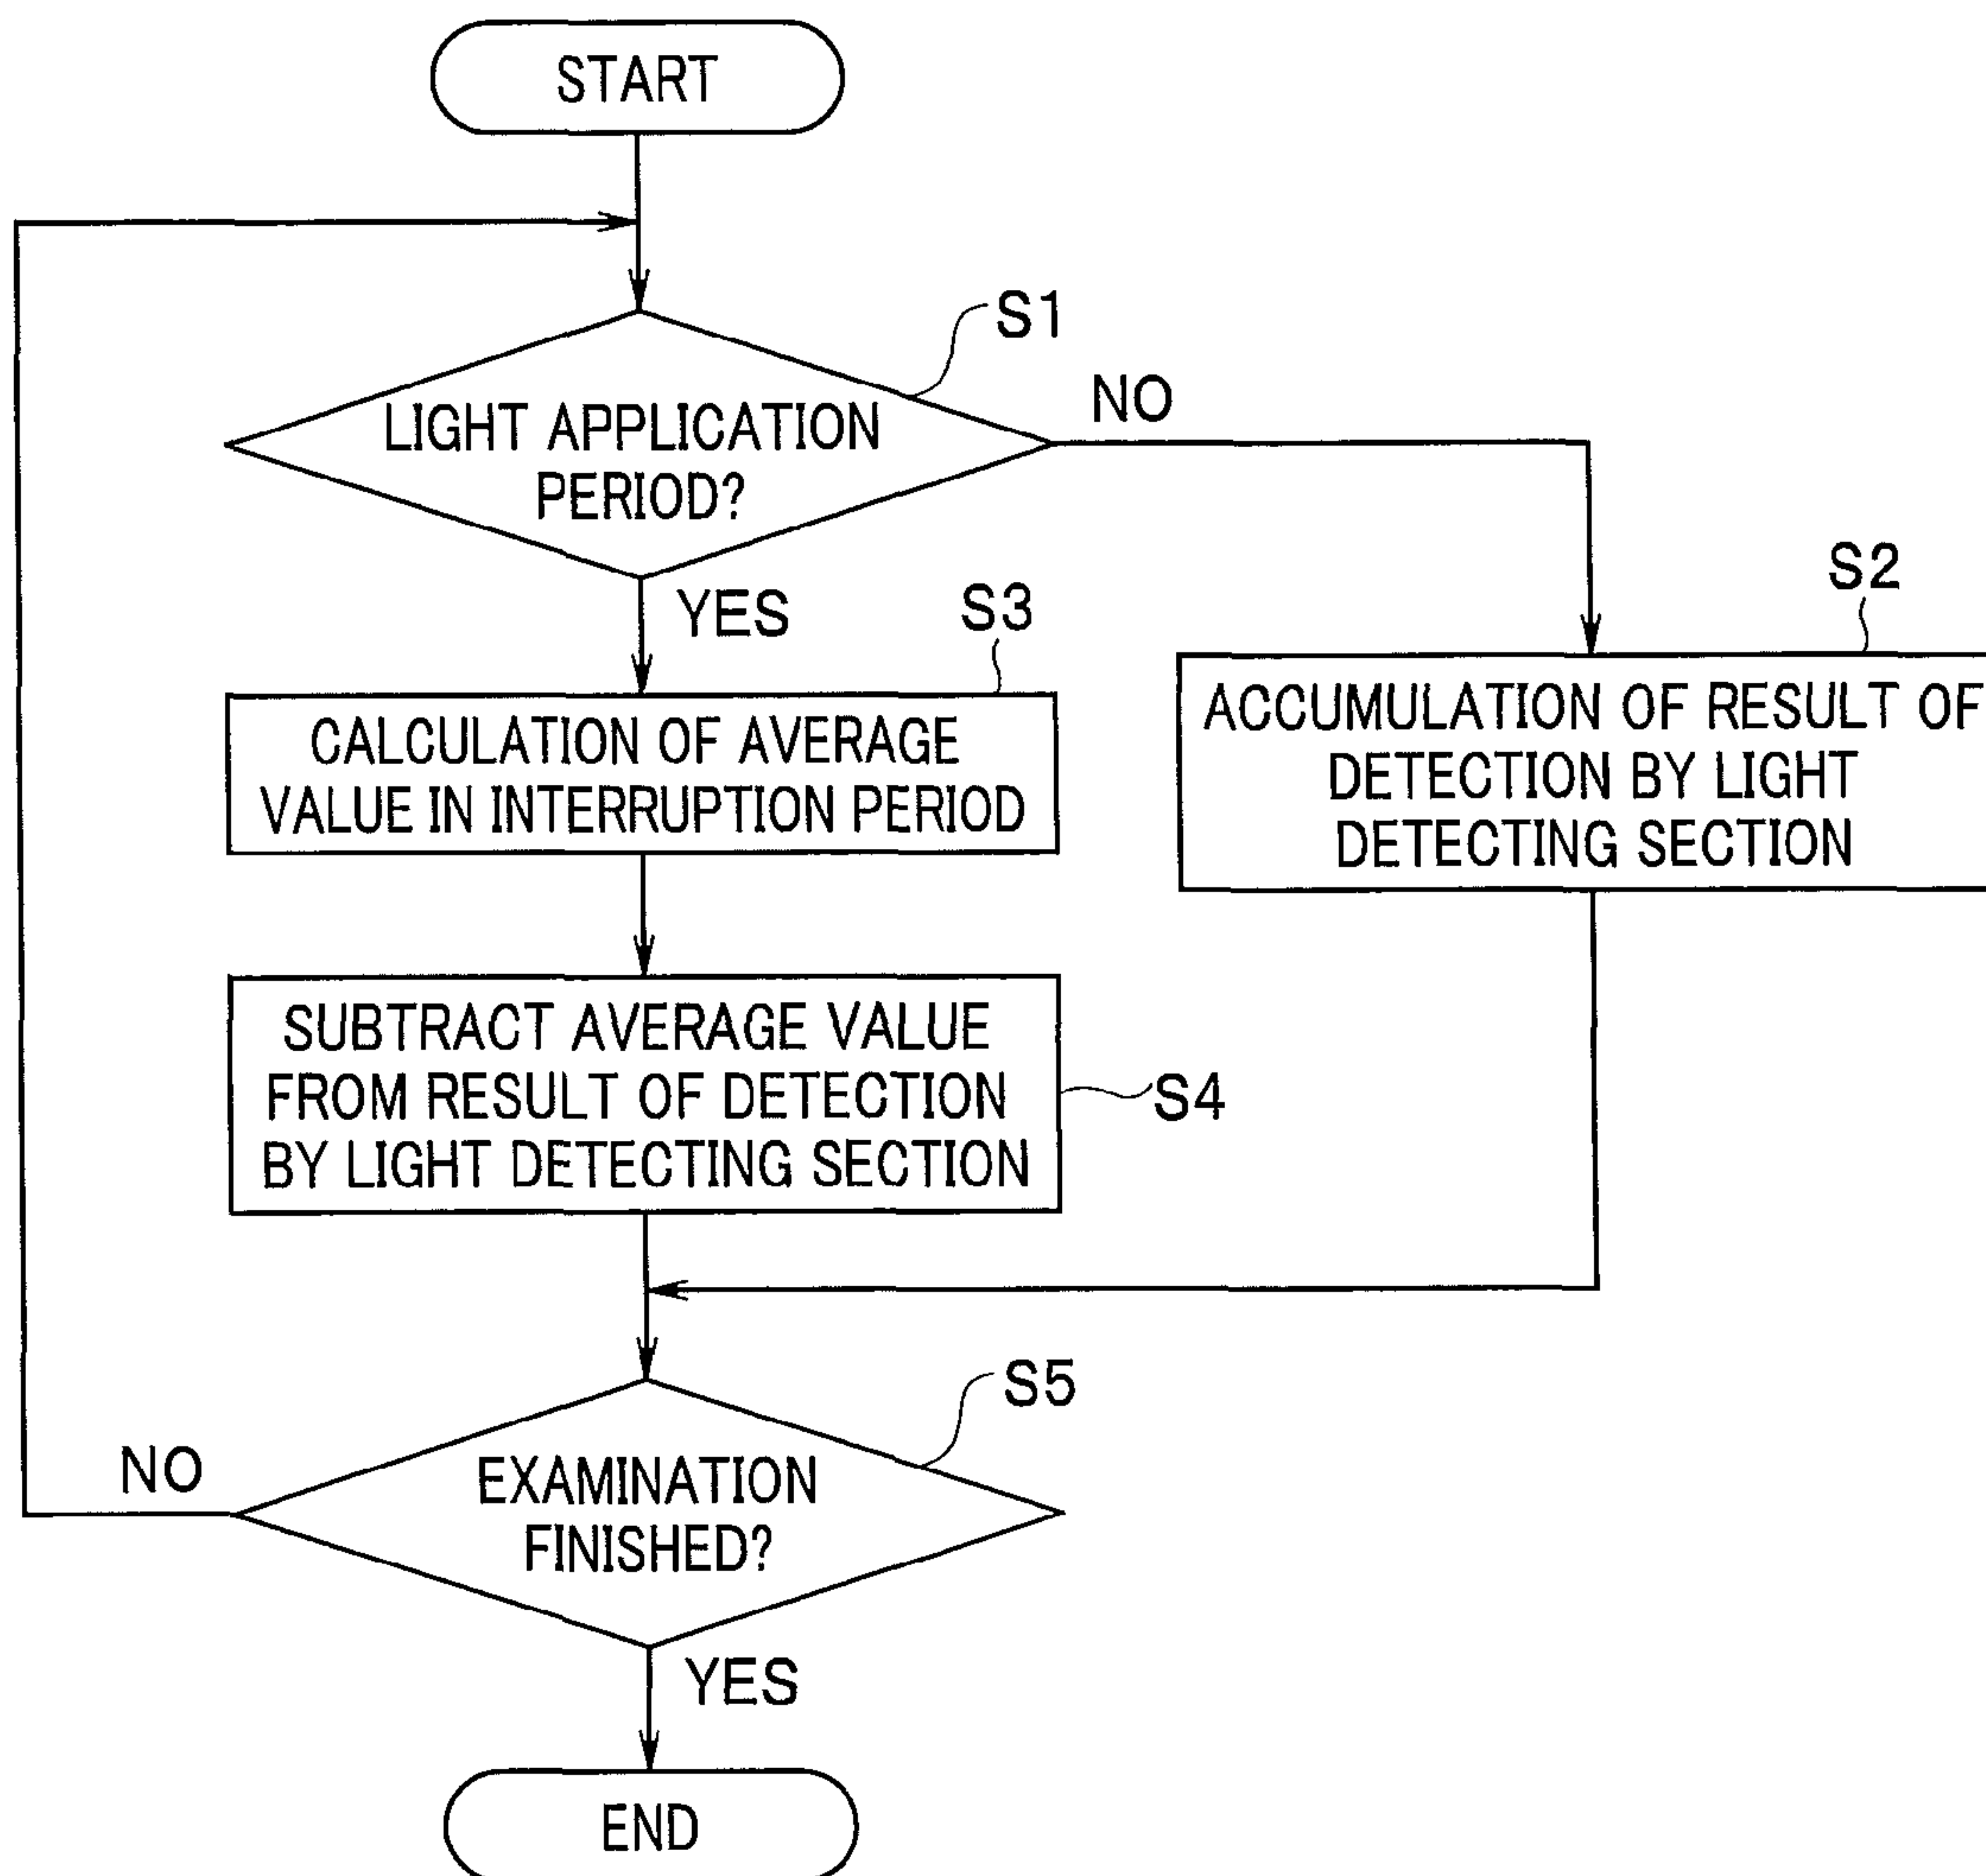 START
S1
LIGHT APPLICATION
PERIOD?
NO
YES
S3
CALCULATION OF AVERAGE
VALUE IN INTERRUPTION PERIOD
S2
ACCUMULATION OF RESULT OF
DETECTION BY LIGHT
DETECTING SECTION
SUBTRACT AVERAGE VALUE
FROM RESULT OF DETECTION
BY LIGHT DETECTING SECTION
S4
S5
EXAMINATION
FINISHED?
NO
YES
END